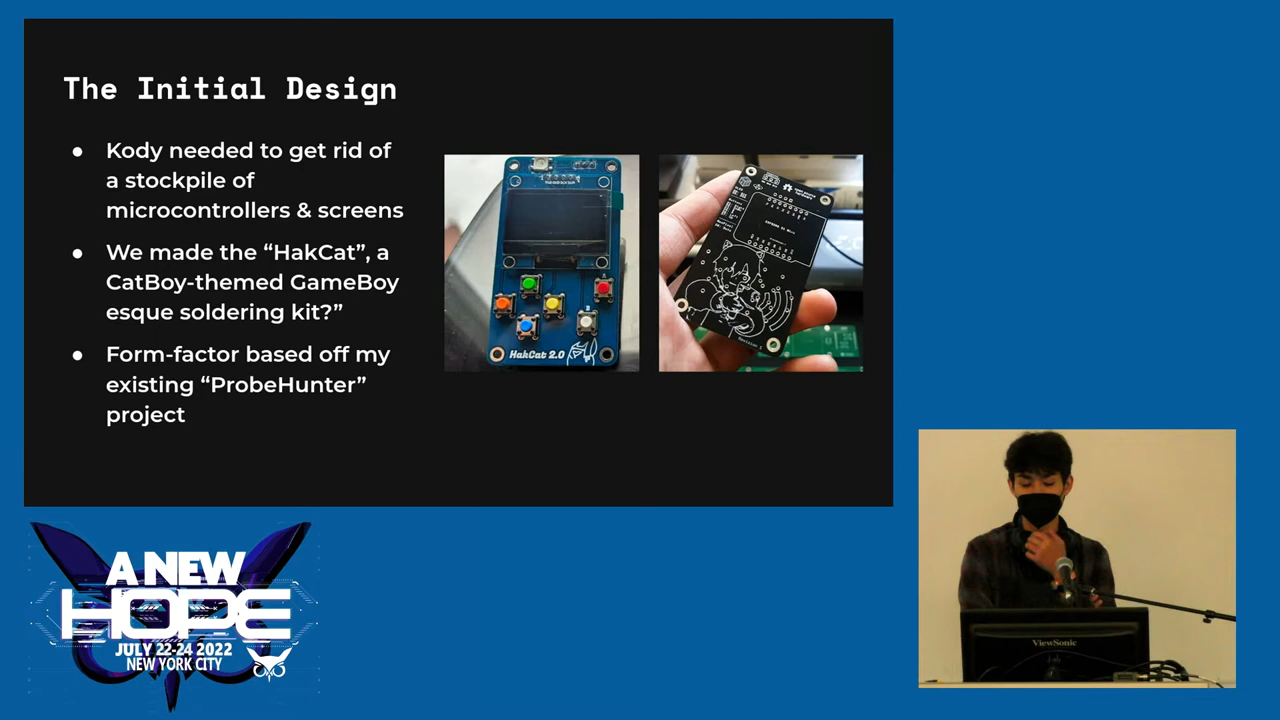 The Initial Design
● Kody needed to get rid of
a stockpile of
microcontrollers & screens
● We made the “HakCat”, a
CatBoy-themed GameBoy
esque soldering kit?”
● Form-factor based off my
existing “ProbeHunter”
project
HakCat 2.0
A NEW
HOPE
JULY 22-24 2022
NEW YORK CITY
ViewSonic